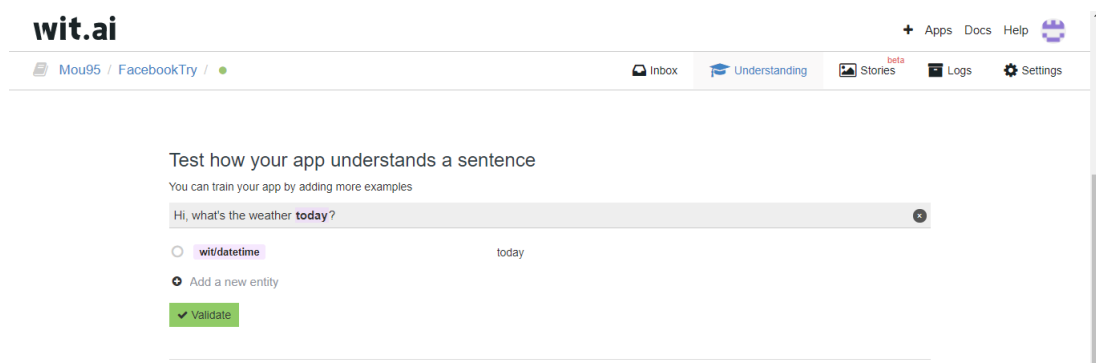 wit.ai
Apps Docs Help
Mou95 / FacebookTry /
Inbox Understanding Stories beta Logs Settings
Test how your app understands a sentence
You can train your app by adding more examples
Hi, what's the weather today?
wit/datetime today
Add a new entity
Validate